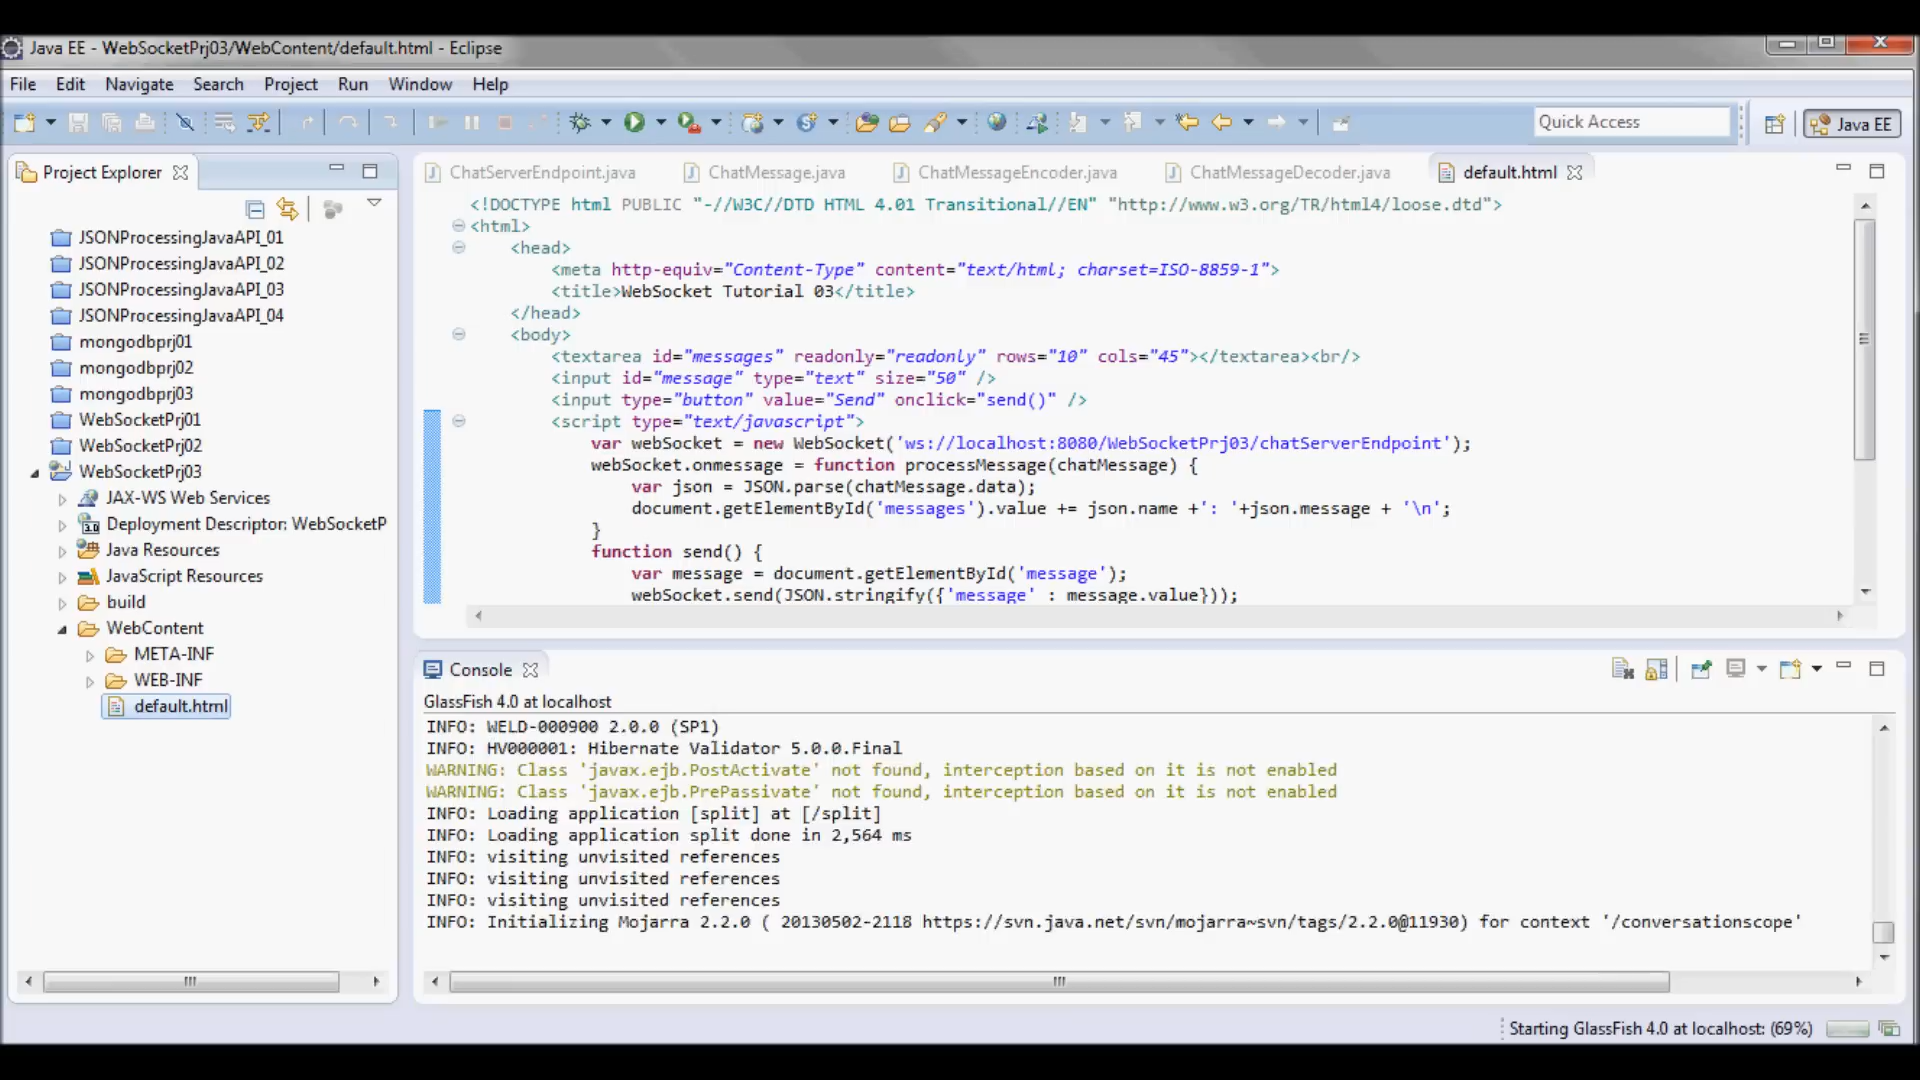 Java EE - WebSocketPrj03/WebContent/default.html - Eclipse
File Edit Navigate Search Project Run Window Help
Quick Access
Java EE
Project Explorer
JSONProcessingJavaAPI_01
JSONProcessingJavaAPI_02
JSONProcessingJavaAPI_03
JSONProcessingJavaAPI_04
mongodbprj01
mongodbprj02
mongodbprj03
WebSocketPrj01
WebSocketPrj02
WebSocketPrj03
JAX-WS Web Services
Deployment Descriptor: WebSocketP
Java Resources
JavaScript Resources
build
WebContent
META-INF
WEB-INF
default.html
ChatServerEndpoint.java ChatMessage.java ChatMessageEncoder.java ChatMessageDecoder.java default.html
<!DOCTYPE html PUBLIC "-//W3C//DTD HTML 4.01 Transitional//EN" "http://www.w3.org/TR/html4/loose.dtd">
<html>
<head>
<meta http-equiv="Content-Type" content="text/html; charset=ISO-8859-1">
<title>WebSocket Tutorial 03</title>
</head>
<body>
<textarea id="messages" readonly="readonly" rows="10" cols="45"></textarea><br/>
<input id="message" type="text" size="50" />
<input type="button" value="Send" onclick="send()" />
<script type="text/javascript">
var webSocket = new WebSocket('ws://localhost:8080/WebSocketPrj03/chatServerEndpoint');
webSocket.onmessage = function processMessage(chatMessage) {
var json = JSON.parse(chatMessage.data);
document.getElementById('messages').value += json.name +': '+json.message + '\n';
}
function send() {
var message = document.getElementById('message');
webSocket.send(JSON.stringify({'message' : message.value}));
Console
GlassFish 4.0 at localhost
INFO: WELD-000900 2.0.0 (SP1)
INFO: HV000001: Hibernate Validator 5.0.0.Final
WARNING: Class 'javax.ejb.PostActivate' not found, interception based on it is not enabled
WARNING: Class 'javax.ejb.PrePassivate' not found, interception based on it is not enabled
INFO: Loading application [split] at [/split]
INFO: Loading application split done in 2,564 ms
INFO: visiting unvisited references
INFO: visiting unvisited references
INFO: visiting unvisited references
INFO: Initializing Mojarra 2.2.0 ( 20130502-2118 https://svn.java.net/svn/mojarra~svn/tags/2.2.0@11930) for context '/conversationscope'
Starting GlassFish 4.0 at localhost: (69%)